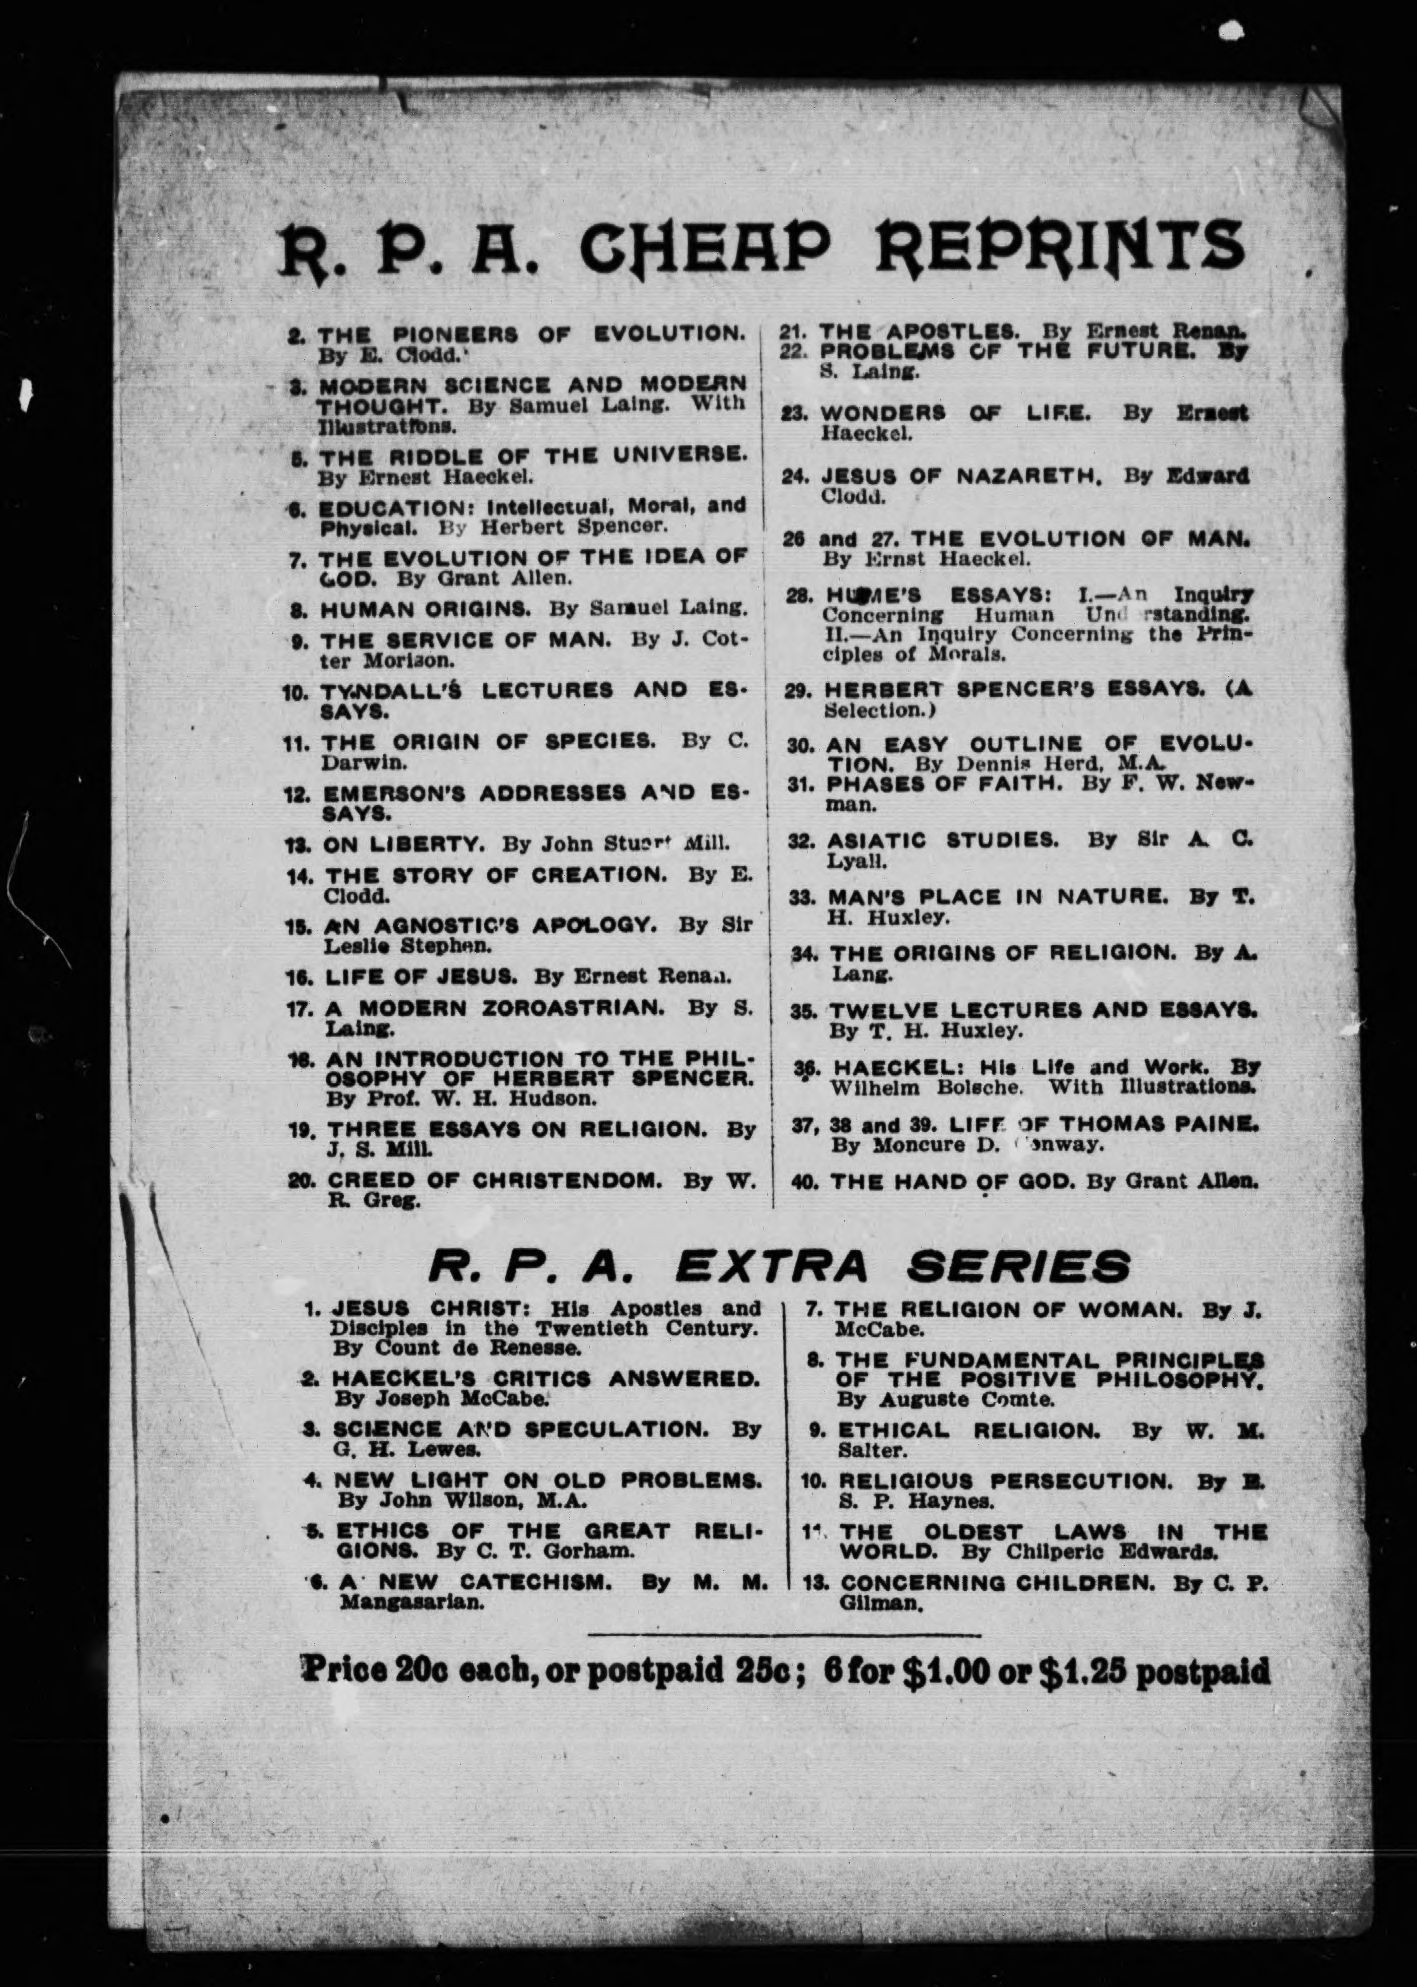 R. P. A. CHEAP REPRINTS
2. THE PIONEERS OF EVOLUTION.
By E. Clodd.
3. MODERN SCIENCE AND MODERN
THOUGHT. By Samuel Laing. With
Illustrations.
5. THE RIDDLE OF THE UNIVERSE.
By Ernest Haeckel.
6. EDUCATION: Intellectual, Moral, and
Physical. By Herbert Spencer.
7. THE EVOLUTION OF THE IDEA OF
GOD. By Grant Allen.
8. HUMAN ORIGINS. By Samuel Laing.
9. THE SERVICE OF MAN. By J. Cot-
ter Morison.
10. TYNDALL'S LECTURES AND ES-
SAYS.
11. THE ORIGIN OF SPECIES. By C.
Darwin.
12. EMERSON'S ADDRESSES AND ES-
SAYS.
13. ON LIBERTY. By John Stuart Mill.
14. THE STORY OF CREATION. By E.
Clodd.
15. AN AGNOSTIC'S APOLOGY. By Sir
Leslie Stephen.
16. LIFE OF JESUS. By Ernest Renan.
17. A MODERN ZOROASTRIAN. By S.
Laing.
18. AN INTRODUCTION TO THE PHIL-
OSOPHY OF HERBERT SPENCER.
By Prof. W. H. Hudson.
19. THREE ESSAYS ON RELIGION. By
J. S. Mill.
20. CREED OF CHRISTENDOM. By W.
R. Greg.
21. THE APOSTLES. By Ernest Renan.
22. PROBLEMS OF THE FUTURE. By
S. Laing.
23. WONDERS OF LIFE. By Ernest
Haeckel.
24. JESUS OF NAZARETH. By Edward
Clodd.
26 and 27. THE EVOLUTION OF MAN.
By Ernst Haeckel.
28. HUME'S ESSAYS: I.—An Inquiry
Concerning Human Understanding.
II.—An Inquiry Concerning the Prin-
ciples of Morals.
29. HERBERT SPENCER'S ESSAYS. (A
Selection.)
30. AN EASY OUTLINE OF EVOLU-
TION. By Dennis Herd, M.A.
31. PHASES OF FAITH. By F. W. New-
man.
32. ASIATIC STUDIES. By Sir A. C.
Lyall.
33. MAN'S PLACE IN NATURE. By T.
H. Huxley.
34. THE ORIGINS OF RELIGION. By A.
Lang.
35. TWELVE LECTURES AND ESSAYS.
By T. H. Huxley.
36. HAECKEL: His Life and Work. By
Wilhelm Bolsche. With Illustrations.
37, 38 and 39. LIFE OF THOMAS PAINE.
By Moncure D. Conway.
40. THE HAND OF GOD. By Grant Allen.
R. P. A. EXTRA SERIES
1. JESUS CHRIST: His Apostles and
Disciples in the Twentieth Century.
By Count de Renesse.
2. HAECKEL'S CRITICS ANSWERED.
By Joseph McCabe.
3. SCIENCE AND SPECULATION. By
G. H. Lewes.
4. NEW LIGHT ON OLD PROBLEMS.
By John Wilson, M.A.
5. ETHICS OF THE GREAT RELI-
GIONS. By C. T. Gorham.
6. A NEW CATECHISM. By M. M.
Mangasarian.
7. THE RELIGION OF WOMAN. By J.
McCabe.
8. THE FUNDAMENTAL PRINCIPLES
OF THE POSITIVE PHILOSOPHY.
By Auguste Comte.
9. ETHICAL RELIGION. By W. M.
Salter.
10. RELIGIOUS PERSECUTION. By E.
S. P. Haynes.
11. THE OLDEST LAWS IN THE
WORLD. By Chilperic Edwards.
13. CONCERNING CHILDREN. By C. P.
Gilman.
Price 20c each, or postpaid 25c; 6 for $1.00 or $1.25 postpaid